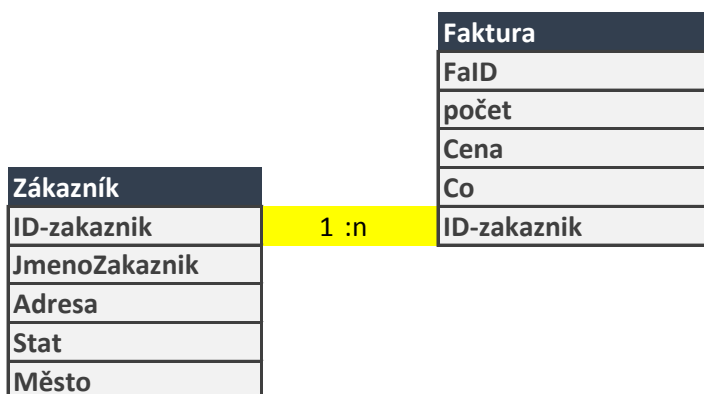 Faktura
FaID
počet
Cena
Zákazník
Co
ID-zakaznik
1 :n
ID-zakaznik
JmenoZakaznik
Adresa
Stat
Město